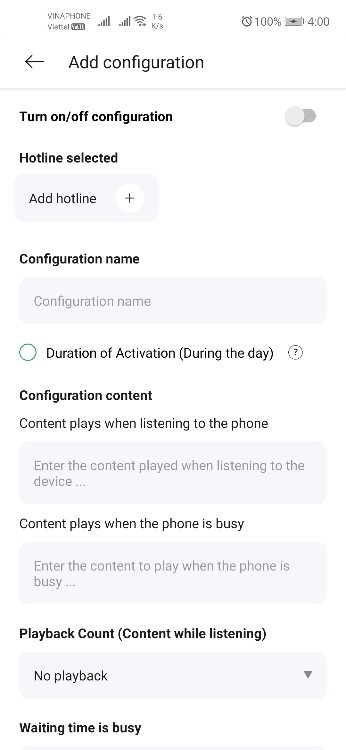 VINAPHONE
Viettel VoLTE
16
K/s
100%
4:00
Add configuration
Turn on/off configuration
Hotline selected
Add hotline
+
Configuration name
Configuration name
Duration of Activation (During the day) ?
Configuration content
Content plays when listening to the phone
Enter the content played when listening to the
device ...
Content plays when the phone is busy
Enter the content to play when the phone is
busy ...
Playback Count (Content while listening)
No playback
Waiting time is busy